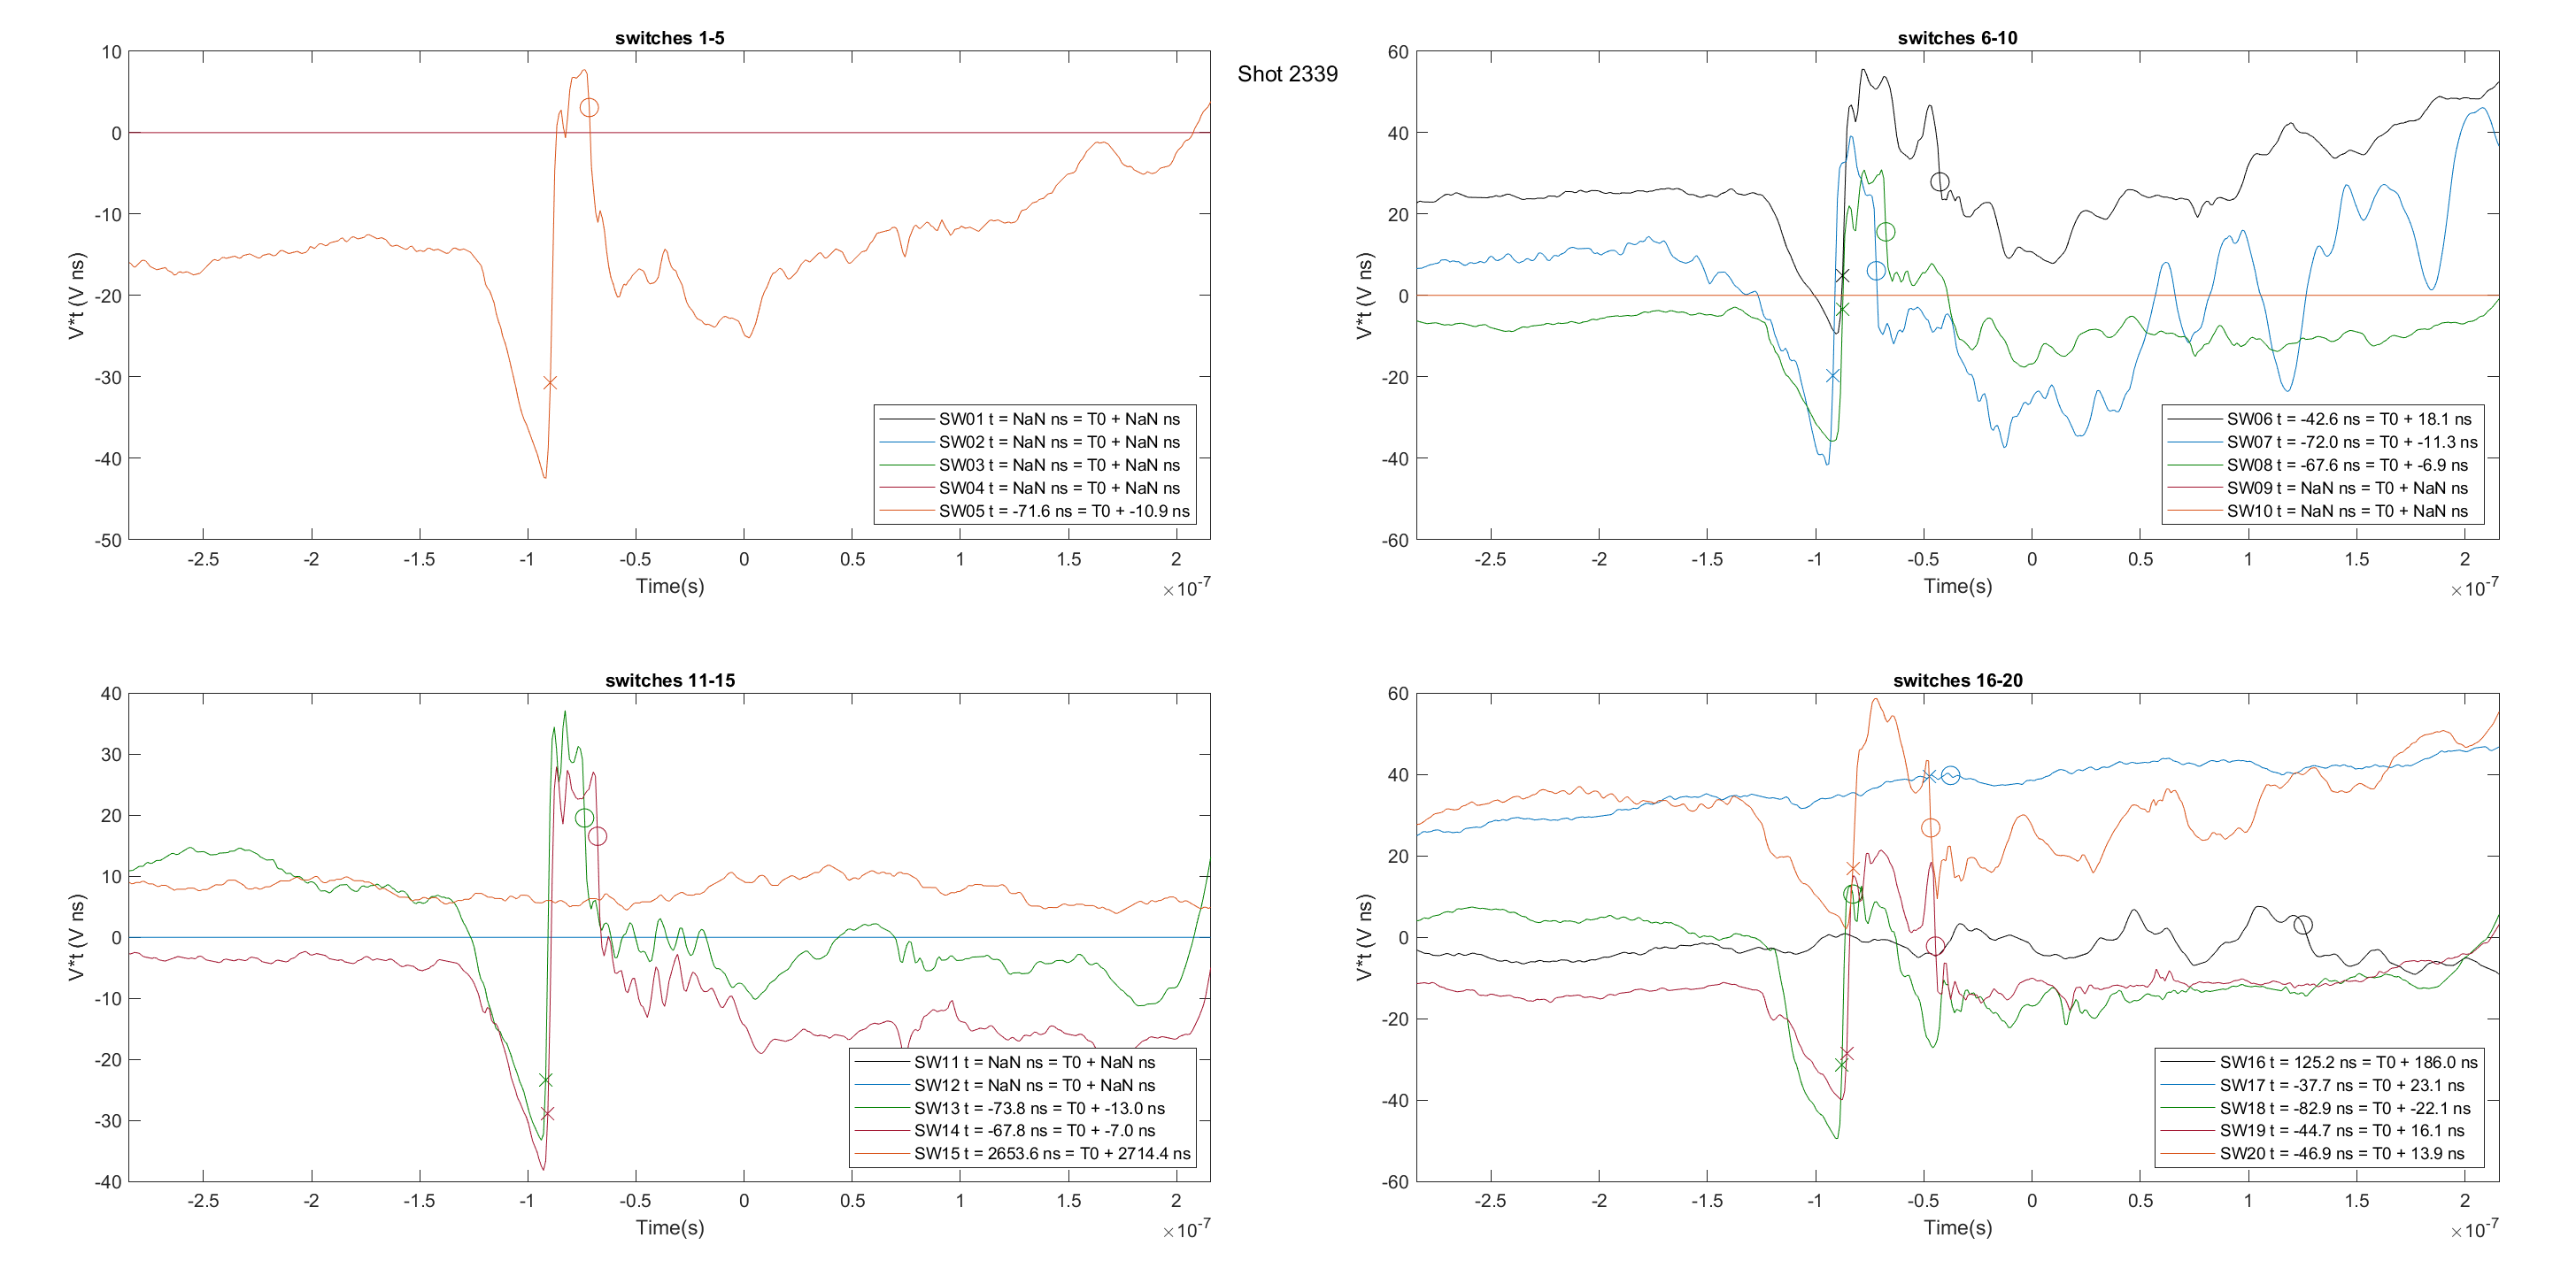 switches 1-5
10
0
-10
-20
-30
-40
-50
V*t (V ns)
-2.5 -2 -1.5 -1 -0.5 0 0.5 1 1.5 2
Time(s)
×10-7
SW01 t = NaN ns = T0 + NaN ns
SW02 t = NaN ns = T0 + NaN ns
SW03 t = NaN ns = T0 + NaN ns
SW04 t = NaN ns = T0 + NaN ns
SW05 t = -71.6 ns = T0 + -10.9 ns
Shot 2339
switches 6-10
60
40
20
0
-20
-40
-60
V*t (V ns)
-2.5 -2 -1.5 -1 -0.5 0 0.5 1 1.5 2
Time(s)
×10-7
SW06 t = -42.6 ns = T0 + 18.1 ns
SW07 t = -72.0 ns = T0 + -11.3 ns
SW08 t = -67.6 ns = T0 + -6.9 ns
SW09 t = NaN ns = T0 + NaN ns
SW10 t = NaN ns = T0 + NaN ns
switches 11-15
40
30
20
10
0
-10
-20
-30
-40
V*t (V ns)
-2.5 -2 -1.5 -1 -0.5 0 0.5 1 1.5 2
Time(s)
×10-7
SW11 t = NaN ns = T0 + NaN ns
SW12 t = NaN ns = T0 + NaN ns
SW13 t = -73.8 ns = T0 + -13.0 ns
SW14 t = -67.8 ns = T0 + -7.0 ns
SW15 t = 2653.6 ns = T0 + 2714.4 ns
switches 16-20
60
40
20
0
-20
-40
-60
V*t (V ns)
-2.5 -2 -1.5 -1 -0.5 0 0.5 1 1.5 2
Time(s)
×10-7
SW16 t = 125.2 ns = T0 + 186.0 ns
SW17 t = -37.7 ns = T0 + 23.1 ns
SW18 t = -82.9 ns = T0 + -22.1 ns
SW19 t = -44.7 ns = T0 + 16.1 ns
SW20 t = -46.9 ns = T0 + 13.9 ns